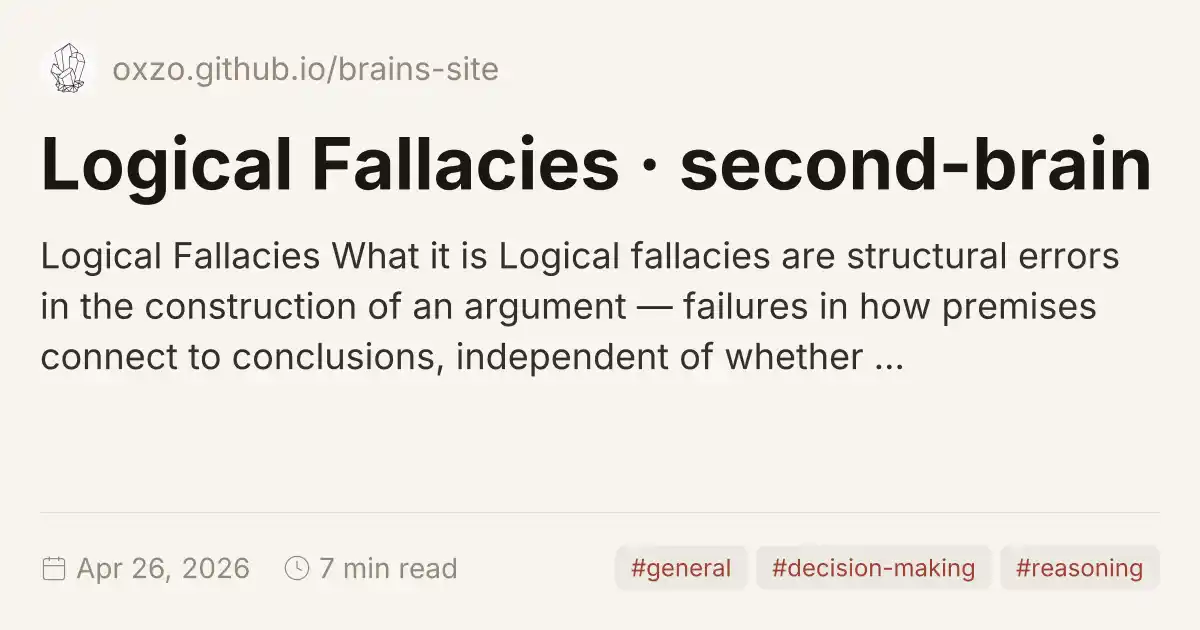 oxzo.github.io/brains-site
Logical Fallacies · second-brain
Logical Fallacies What it is Logical fallacies are structural errors
in the construction of an argument — failures in how premises
connect to conclusions, independent of whether ...
Apr 26, 2026 7 min read #general #decision-making #reasoning